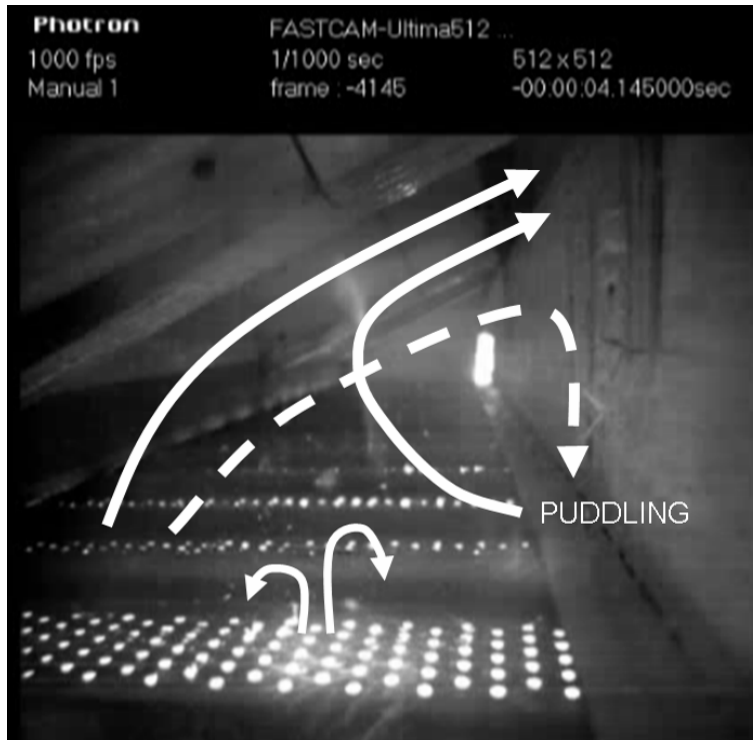 Photron FASTCAM-Ultima512 ...
1000 fps 1/1000 sec 512 x 512
Manual 1 frame : -4145 -00:00:04.145000sec
PUDDLING